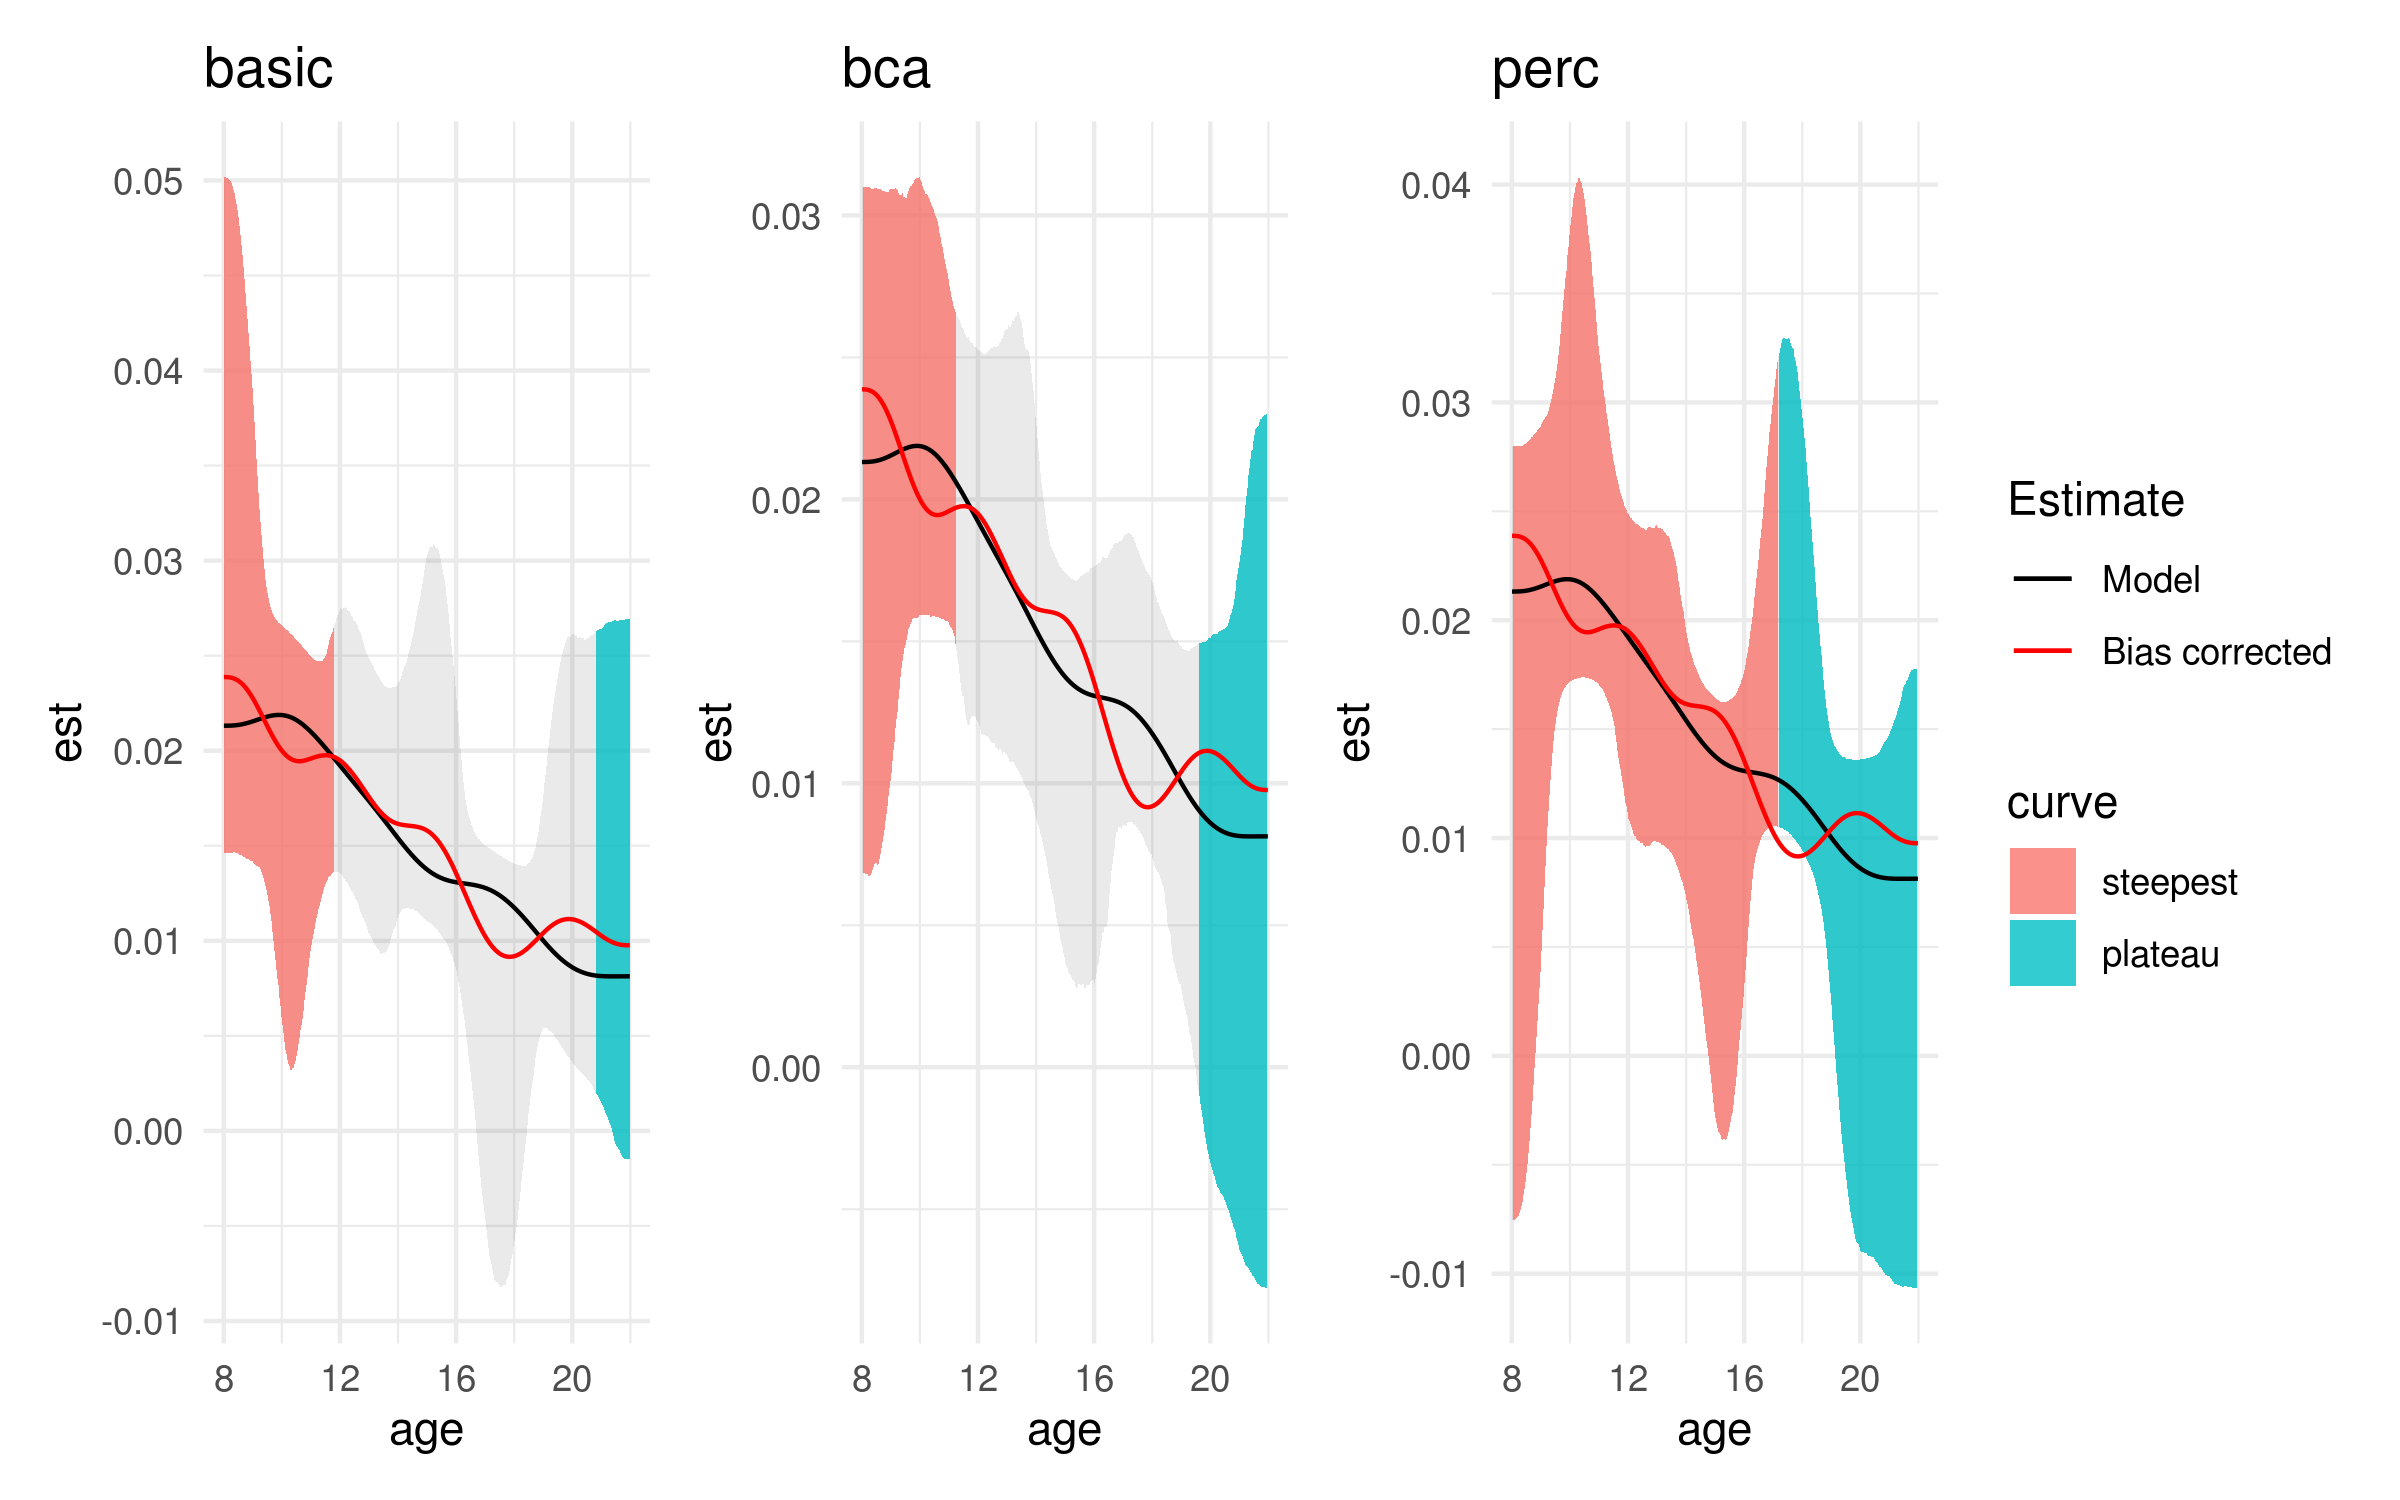 basic
0.05
0.04
0.03
0.02
0.01
0.00
-0.01
est
8 12 16 20
age
bca
0.03
0.02
0.01
0.00
est
8 12 16 20
age
perc
0.04
0.03
0.02
0.01
0.00
-0.01
est
8 12 16 20
age
Estimate
Model
Bias corrected
curve
steepest
plateau